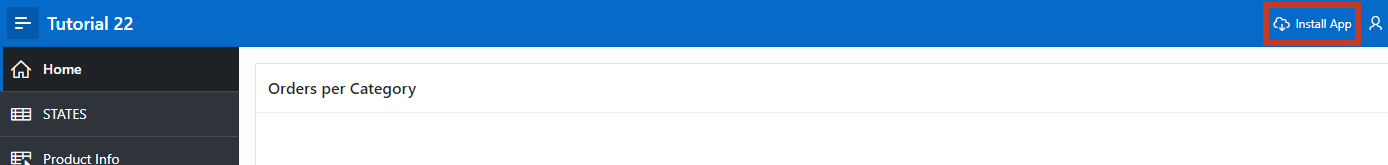 Tutorial 22
Install App
Home
Orders per Category
STATES
Product Info